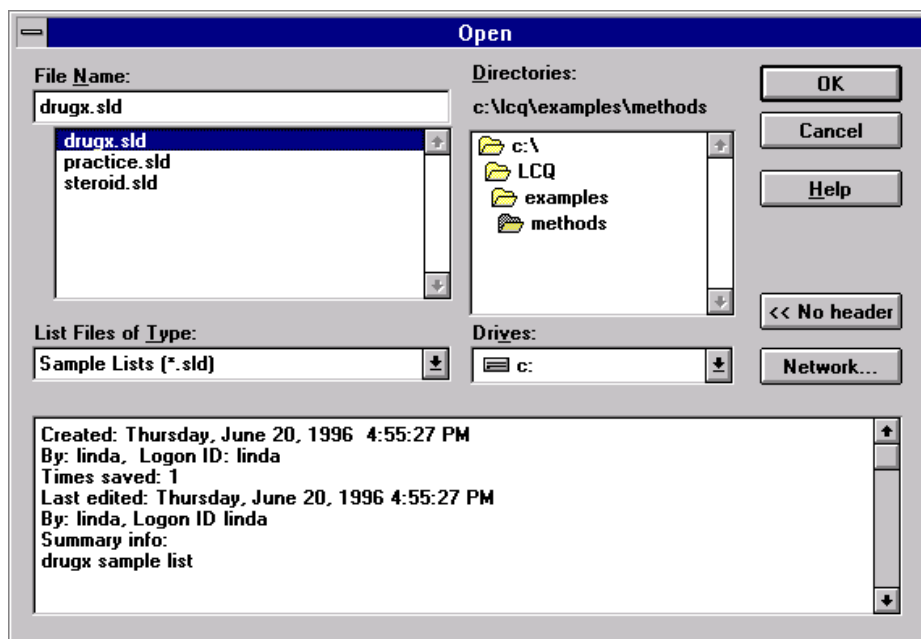 Open
File Name:
drugx.sld
drugx.sld
practice.sld
steroid.sld
List Files of Type:
Sample Lists (*.sld)
Directories:
c:\lcq\examples\methods
c:\
LCQ
examples
methods
Drives:
c:
OK
Cancel
Help
<< No header
Network...
Created: Thursday, June 20, 1996  4:55:27 PM
By: linda,  Logon ID: linda
Times saved: 1
Last edited: Thursday, June 20, 1996 4:55:27 PM
By: linda, Logon ID linda
Summary info:
drugx sample list